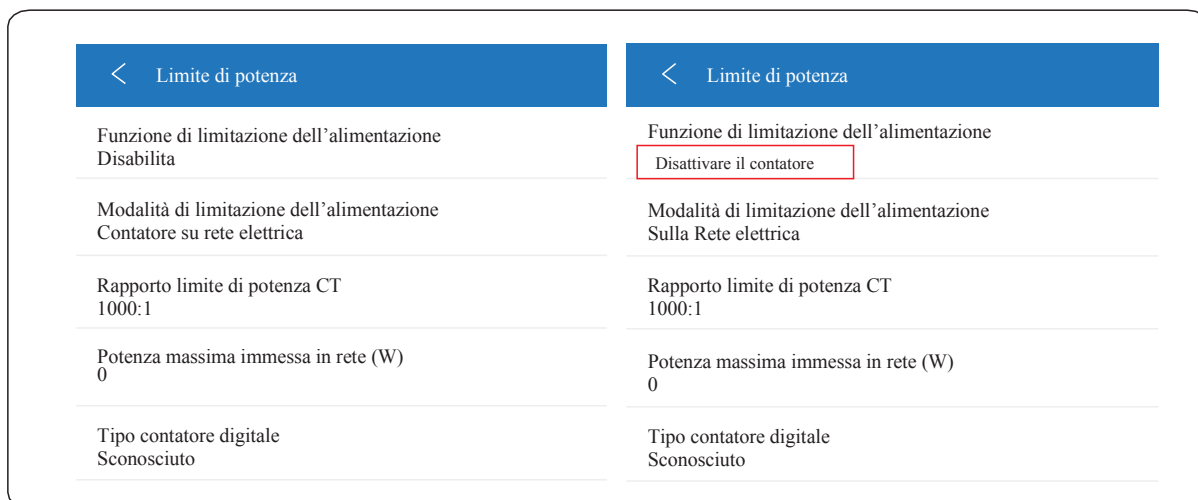 Limite di potenza
Funzione di limitazione dell'alimentazione
Disabilita
Modalità di limitazione dell'alimentazione
Contatore su rete elettrica
Rapporto limite di potenza CT
1000:1
Potenza massima immessa in rete (W)
0
Tipo contatore digitale
Sconosciuto
Limite di potenza
Funzione di limitazione dell'alimentazione
Disattivare il contatore
Modalità di limitazione dell'alimentazione
Sulla Rete elettrica
Rapporto limite di potenza CT
1000:1
Potenza massima immessa in rete (W)
0
Tipo contatore digitale
Sconosciuto